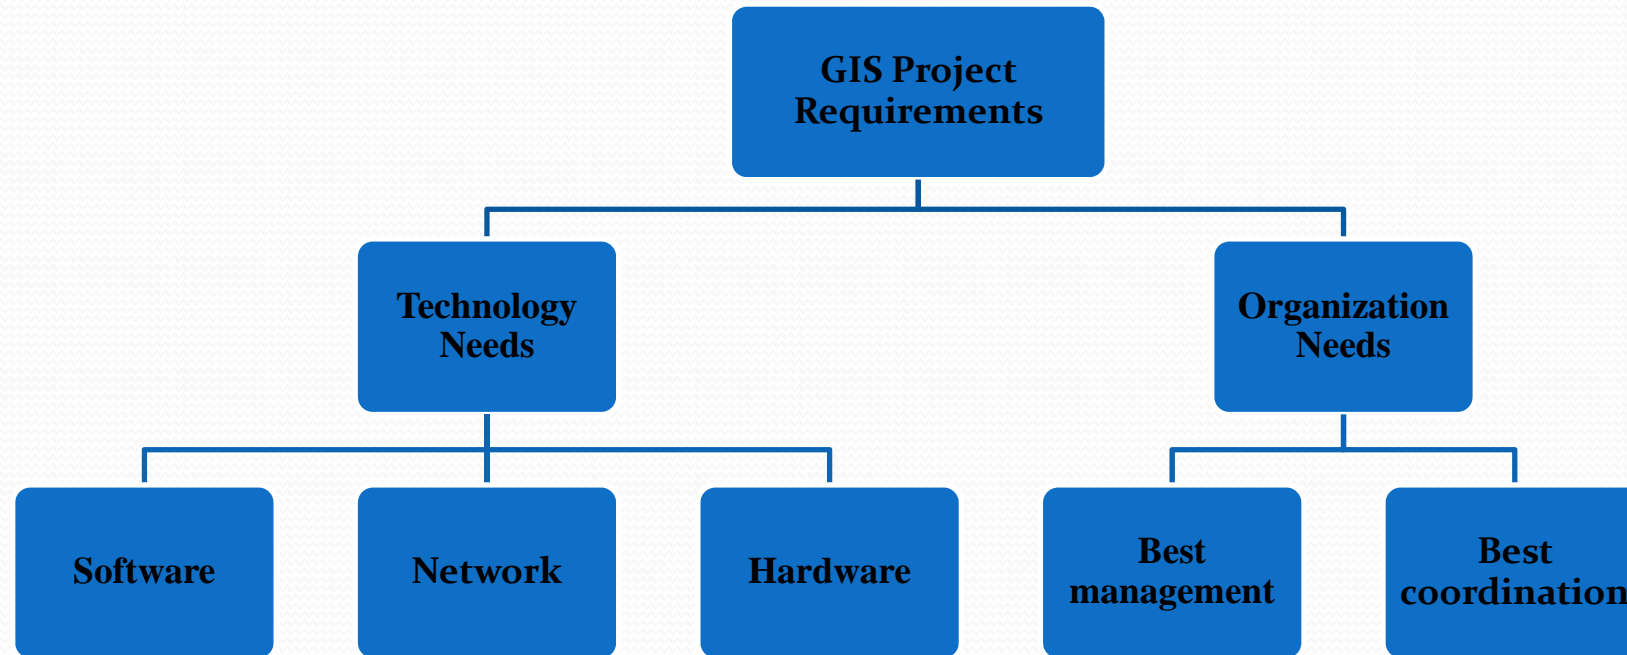 GIS Project
Requirements
Technology
Needs
Organization
Needs
Software
Network
Hardware
Best
management
Best
coordination